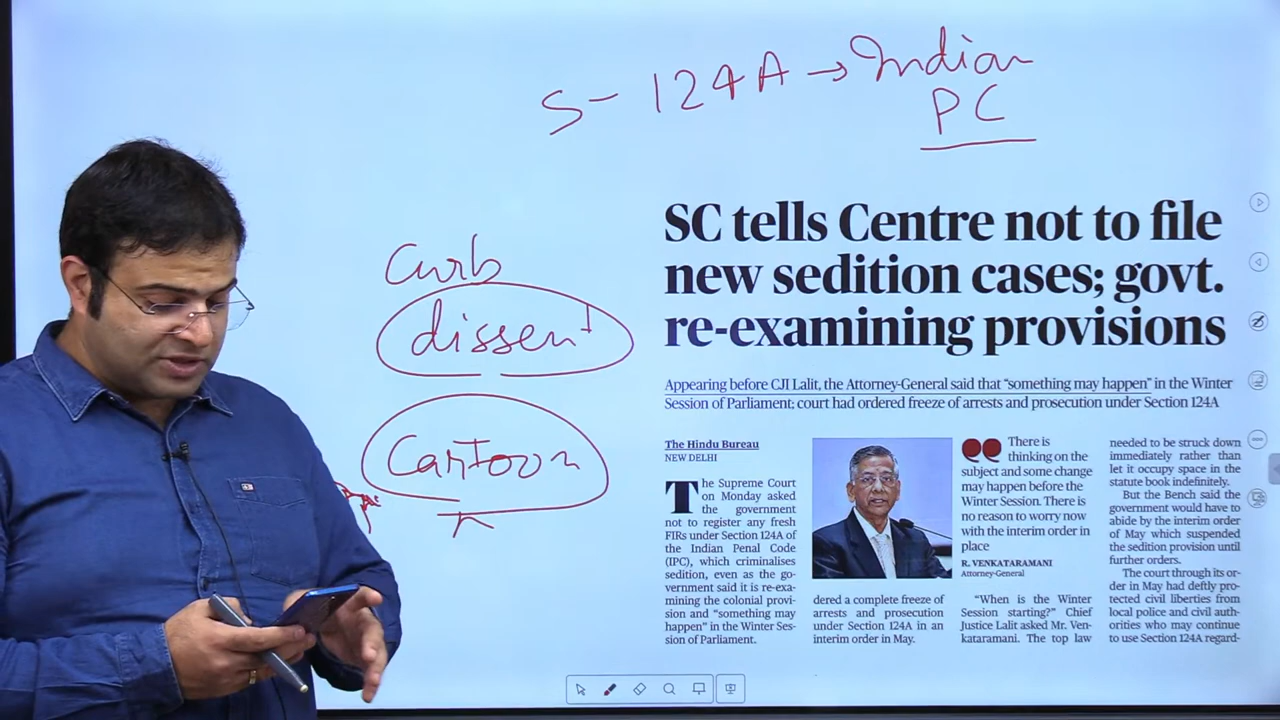 S- 124A → Indian
PC
Curb
dissent
Cartoon
SC tells Centre not to file
new sedition cases; govt.
re-examining provisions
Appearing before CJI Lalit, the Attorney-General said that “something may happen” in the Winter
Session of Parliament; court had ordered freeze of arrests and prosecution under Section 124A
The Hindu Bureau
NEW DELHI
The Supreme Court
on Monday asked
the government
not to register any fresh
FIRs under Section 124A of
the Indian Penal Code
(IPC), which criminalises
sedition, even as the go-
vernment said it is re-exa-
mining the colonial provi-
sion and “something may
happen” in the Winter Ses-
sion of Parliament.
There is
thinking on the
subject and some change
may happen before the
Winter Session. There is
no reason to worry now
with the interim order in
place
R. VENKATARAMANI
Attorney-General
dered a complete freeze of
arrests and prosecution
under Section 124A in an
interim order in May.
“When is the Winter
Session starting?” Chief
Justice Lalit asked Mr. Ven-
kataramani. The top law
needed to be struck down
immediately rather than
let it occupy space in the
statute book indefinitely.
But the Bench said the
government would have to
abide by the interim order
of May which suspended
the sedition provision until
further orders.
The court through its or-
der in May had deftly pro-
tected civil liberties from
local police and civil auth-
orities who may continue
to use Section 124A regard-